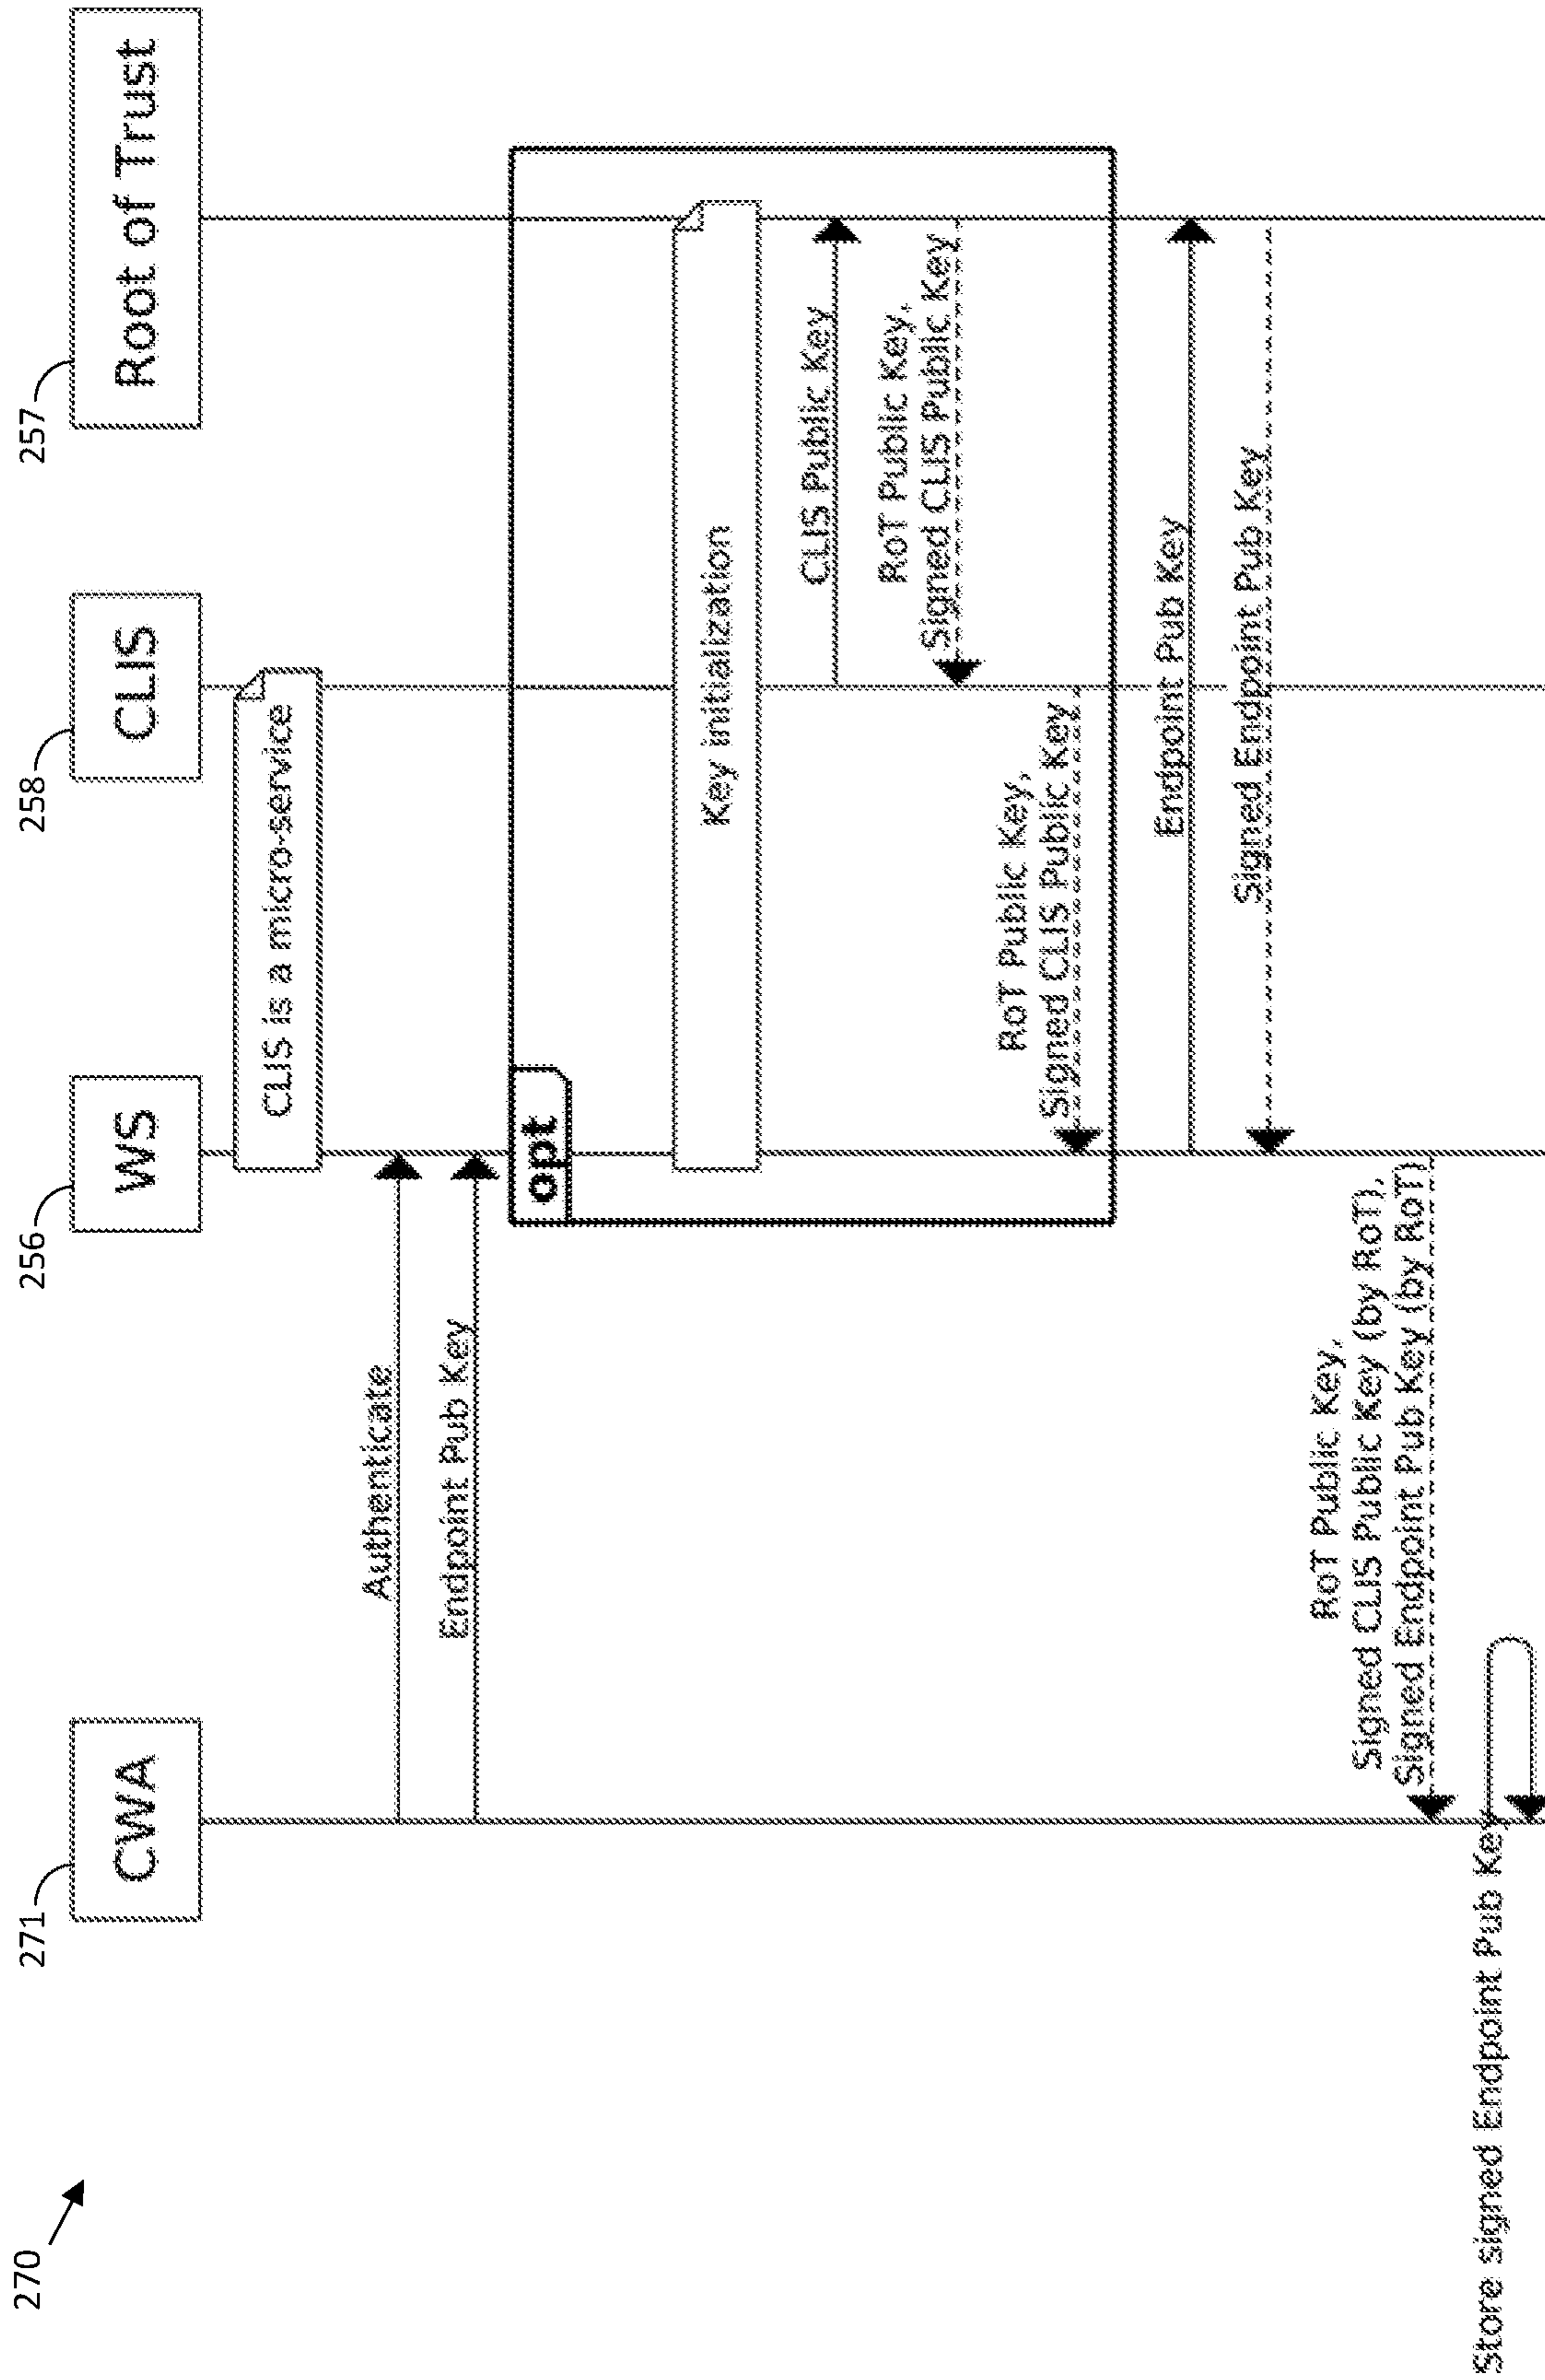 270
271
256
258
257
CWA
WS
CLIS
Root of Trust
CLIS is a micro-service
Authenticate
Endpoint Pub Key
opt
Key initialization
CLIS Public Key
RoT Public Key,
Signed CLIS Public Key
RoT Public Key,
Signed CLIS Public Key
Endpoint Pub Key
Signed Endpoint Pub Key
RoT Public Key,
Signed CLIS Public Key (by RoT),
Signed Endpoint Pub Key (by RoT)
Store signed Endpoint Pub Key